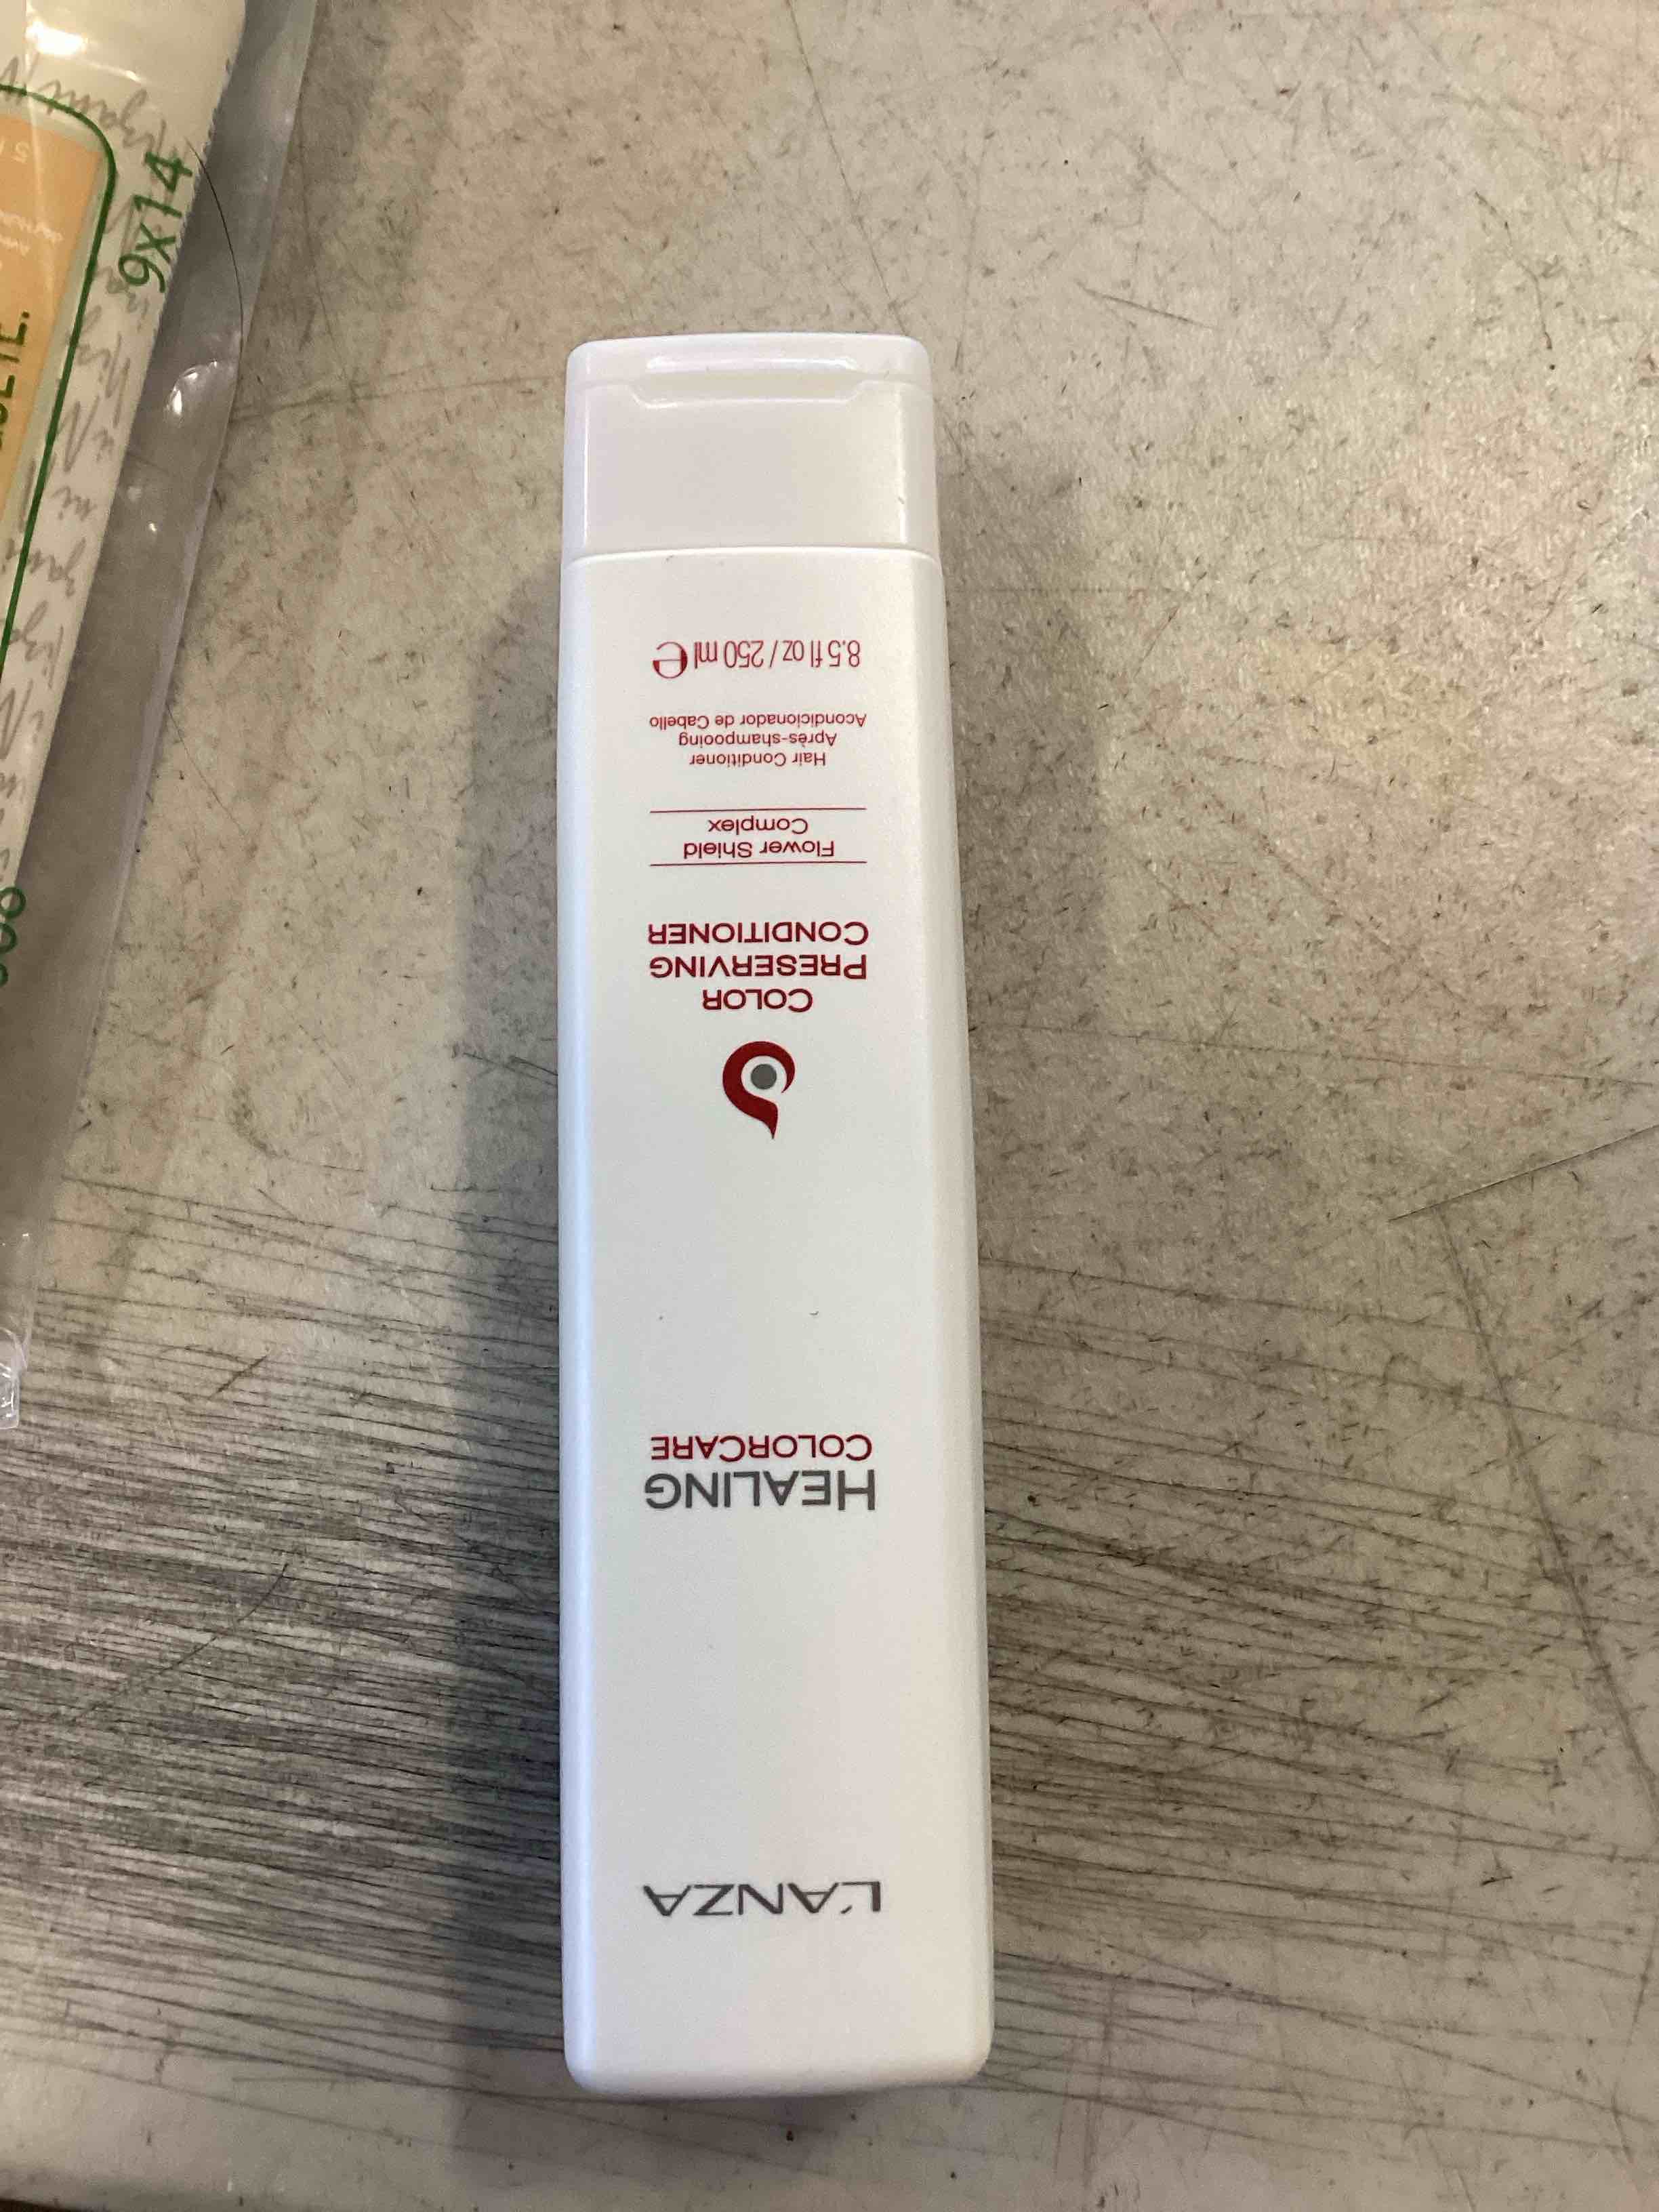 L'ANZA
HEALING
COLORCARE
COLOR
PRESERVING
CONDITIONER
Flower Shield
Complex
Hair Conditioner
Après-shampooing
Acondicionador de Cabello
8.5 fl oz / 250 ml e
9x14